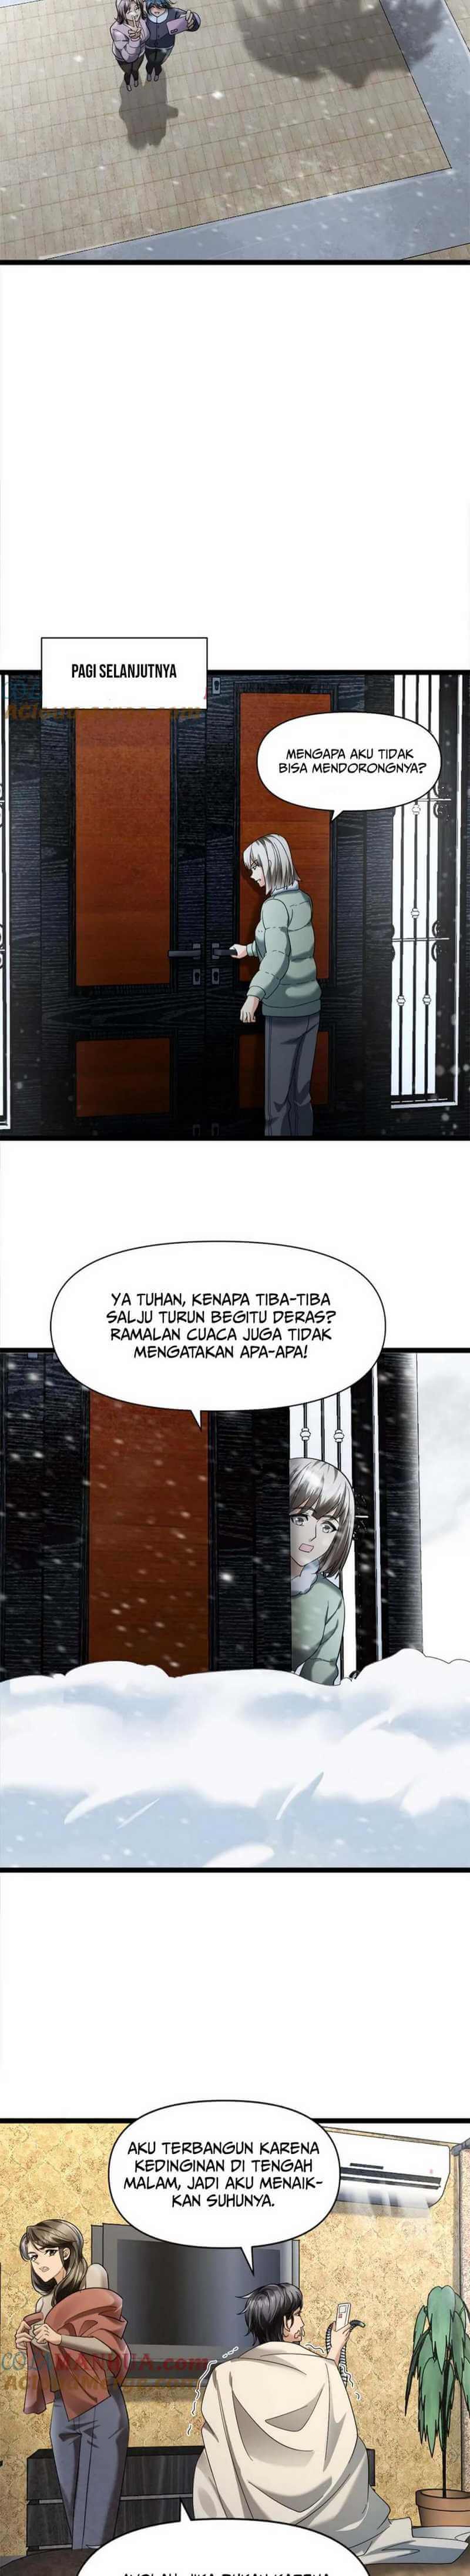 PAGI SELANJUTNYA
MENGAPA AKU TIDAK
BISA MENDORONGNYA?
YA TUHAN, KENAPA TIBA-TIBA
SALJU TURUN BEGITU DERAS?
RAMALAN CUACA JUGA TIDAK
MENGATAKAN APA-APA!
AKU TERBANGUN KARENA
KEDINGINAN DI TENGAH
MALAM, JADI AKU MENAIK-
KAN SUHUNYA.